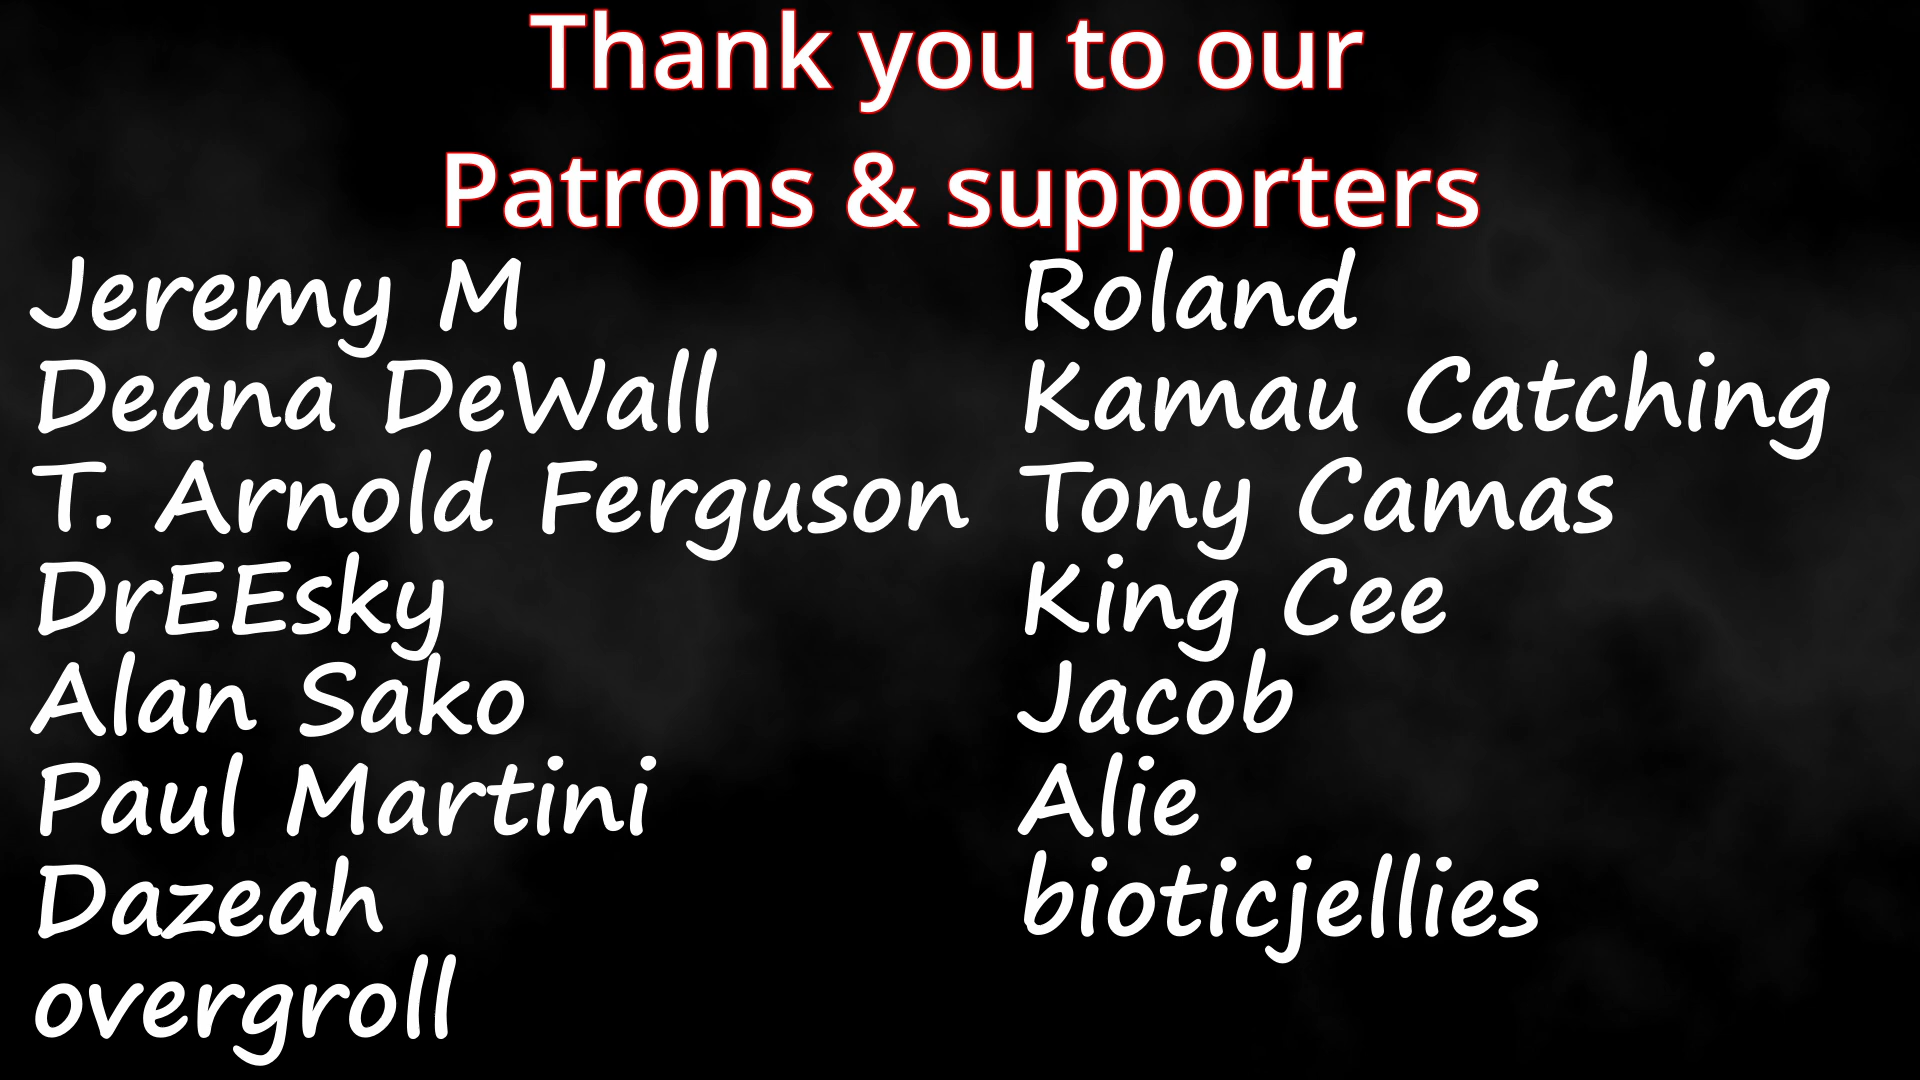 Thank you to our
Patrons & supporters
Jeremy M
Deana DeWall
T. Arnold Ferguson
DrEEsky
Alan Sako
Paul Martini
Dazeah
overgroll
Roland
Kamau Catching
Tony Camas
King Cee
Jacob
Alie
bioticjellies